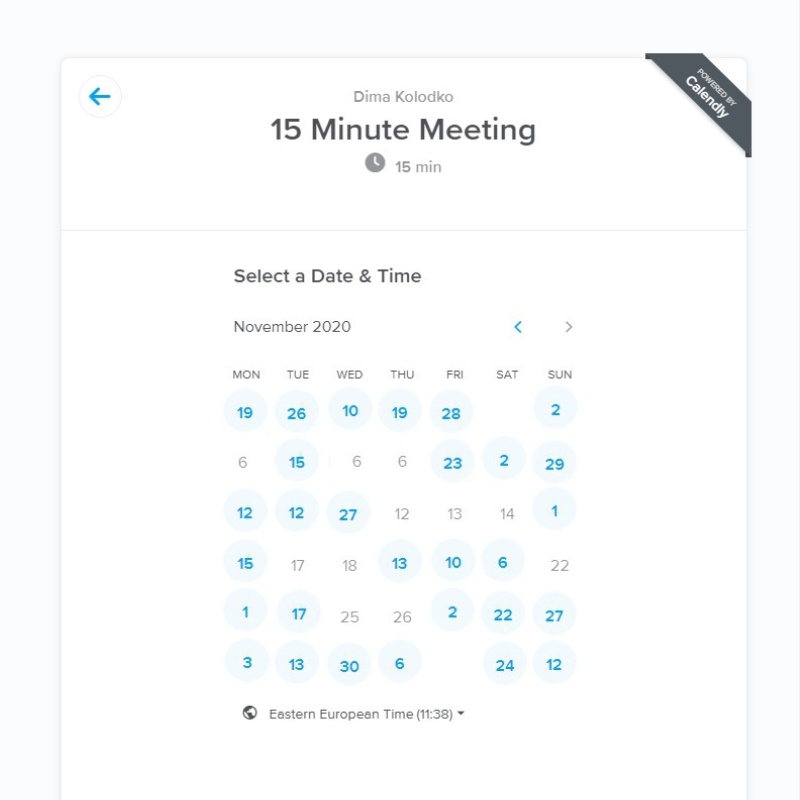 POWERED BY
Calendly
Dima Kolodko
15 Minute Meeting
15 min
Select a Date & Time
November 2020
MON TUE WED THU FRI SAT SUN
19 26 10 19 28 2
6 15 6 6 23 2 29
12 12 27 12 13 14 1
15 17 18 13 10 6 22
1 17 25 26 2 22 27
3 13 30 6 24 12
Eastern European Time (11:38)